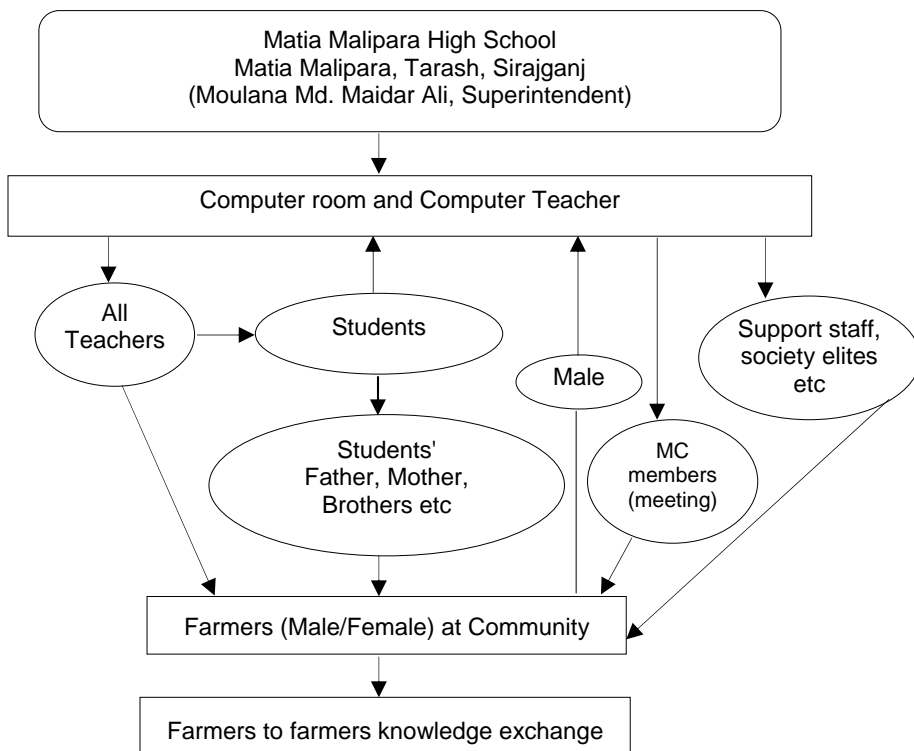 Matia Malipara High School
Matia Malipara, Tarash, Sirajganj
(Moulana Md. Maidar Ali, Superintendent)
Computer room and Computer Teacher
All
Teachers
Students
Male
Support staff,
society elites
etc
Students'
Father, Mother,
Brothers etc
MC
members
(meeting)
Farmers (Male/Female) at Community
Farmers to farmers knowledge exchange